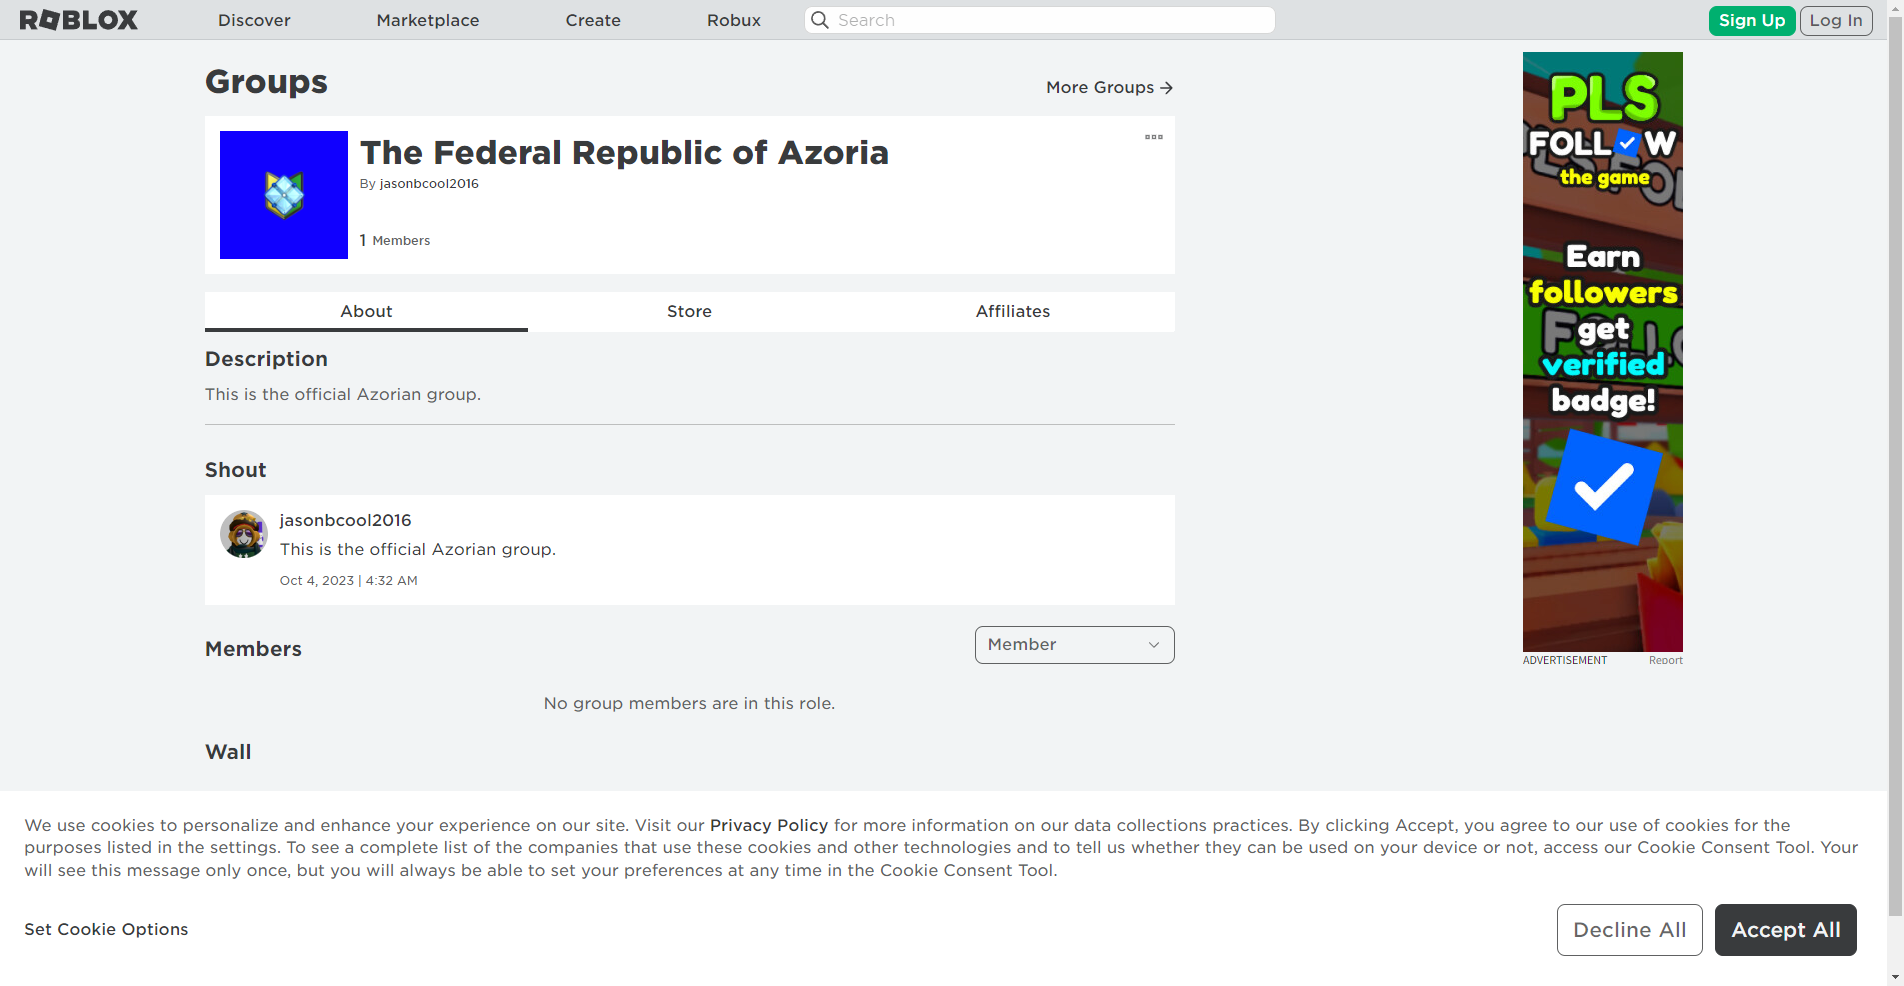 ROBLOX
Discover
Marketplace
Create
Robux
Search
Sign Up
Log In
Groups
More Groups
The Federal Republic of Azoria
By jasonbcool2016
1 Members
About
Store
Affiliates
Description
This is the official Azorian group.
Shout
jasonbcool2016
This is the official Azorian group.
Oct 4, 2023 | 4:32 AM
Members
Member
No group members are in this role.
Wall
PLS
FOLLOW
the game
Earn
followers
get
verified
badge!
ADVERTISEMENT
Report
We use cookies to personalize and enhance your experience on our site. Visit our Privacy Policy for more information on our data collections practices. By clicking Accept, you agree to our use of cookies for the
purposes listed in the settings. To see a complete list of the companies that use these cookies and other technologies and to tell us whether they can be used on your device or not, access our Cookie Consent Tool. Your
will see this message only once, but you will always be able to set your preferences at any time in the Cookie Consent Tool.
Set Cookie Options
Decline All
Accept All